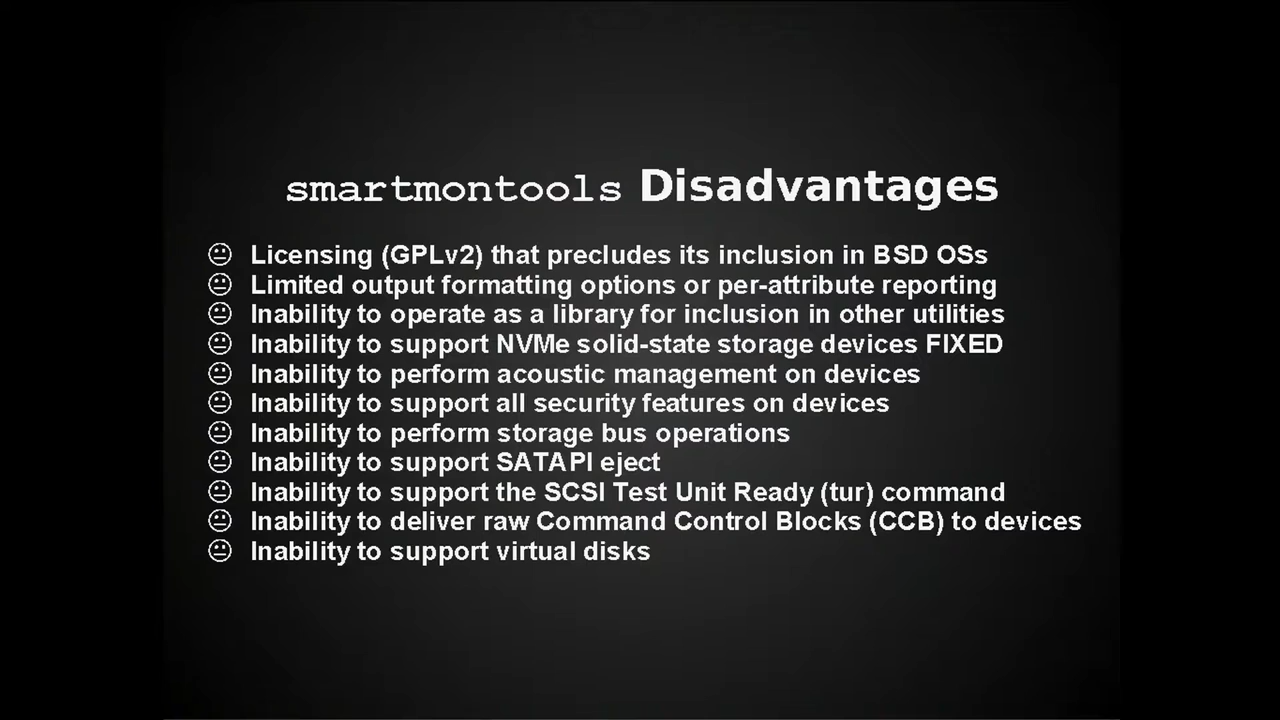 smartmontools Disadvantages
Licensing (GPLv2) that precludes its inclusion in BSD OSs
Limited output formatting options or per-attribute reporting
Inability to operate as a library for inclusion in other utilities
Inability to support NVMe solid-state storage devices FIXED
Inability to perform acoustic management on devices
Inability to support all security features on devices
Inability to perform storage bus operations
Inability to support SATAPI eject
Inability to support the SCSI Test Unit Ready (tur) command
Inability to deliver raw Command Control Blocks (CCB) to devices
Inability to support virtual disks